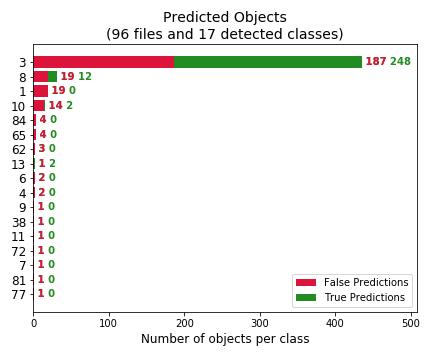 Predicted Objects
(96 files and 17 detected classes)
3 187 248
8 19 12
1 19 0
10 14 2
84 4 0
65 4 0
62 3 0
13 1 2
6 2 0
4 2 0
9 1 0
38 1 0
11 1 0
72 1 0
7 1 0
81 1 0
77 1 0
False Predictions
True Predictions
0 100 200 300 400 500
Number of objects per class